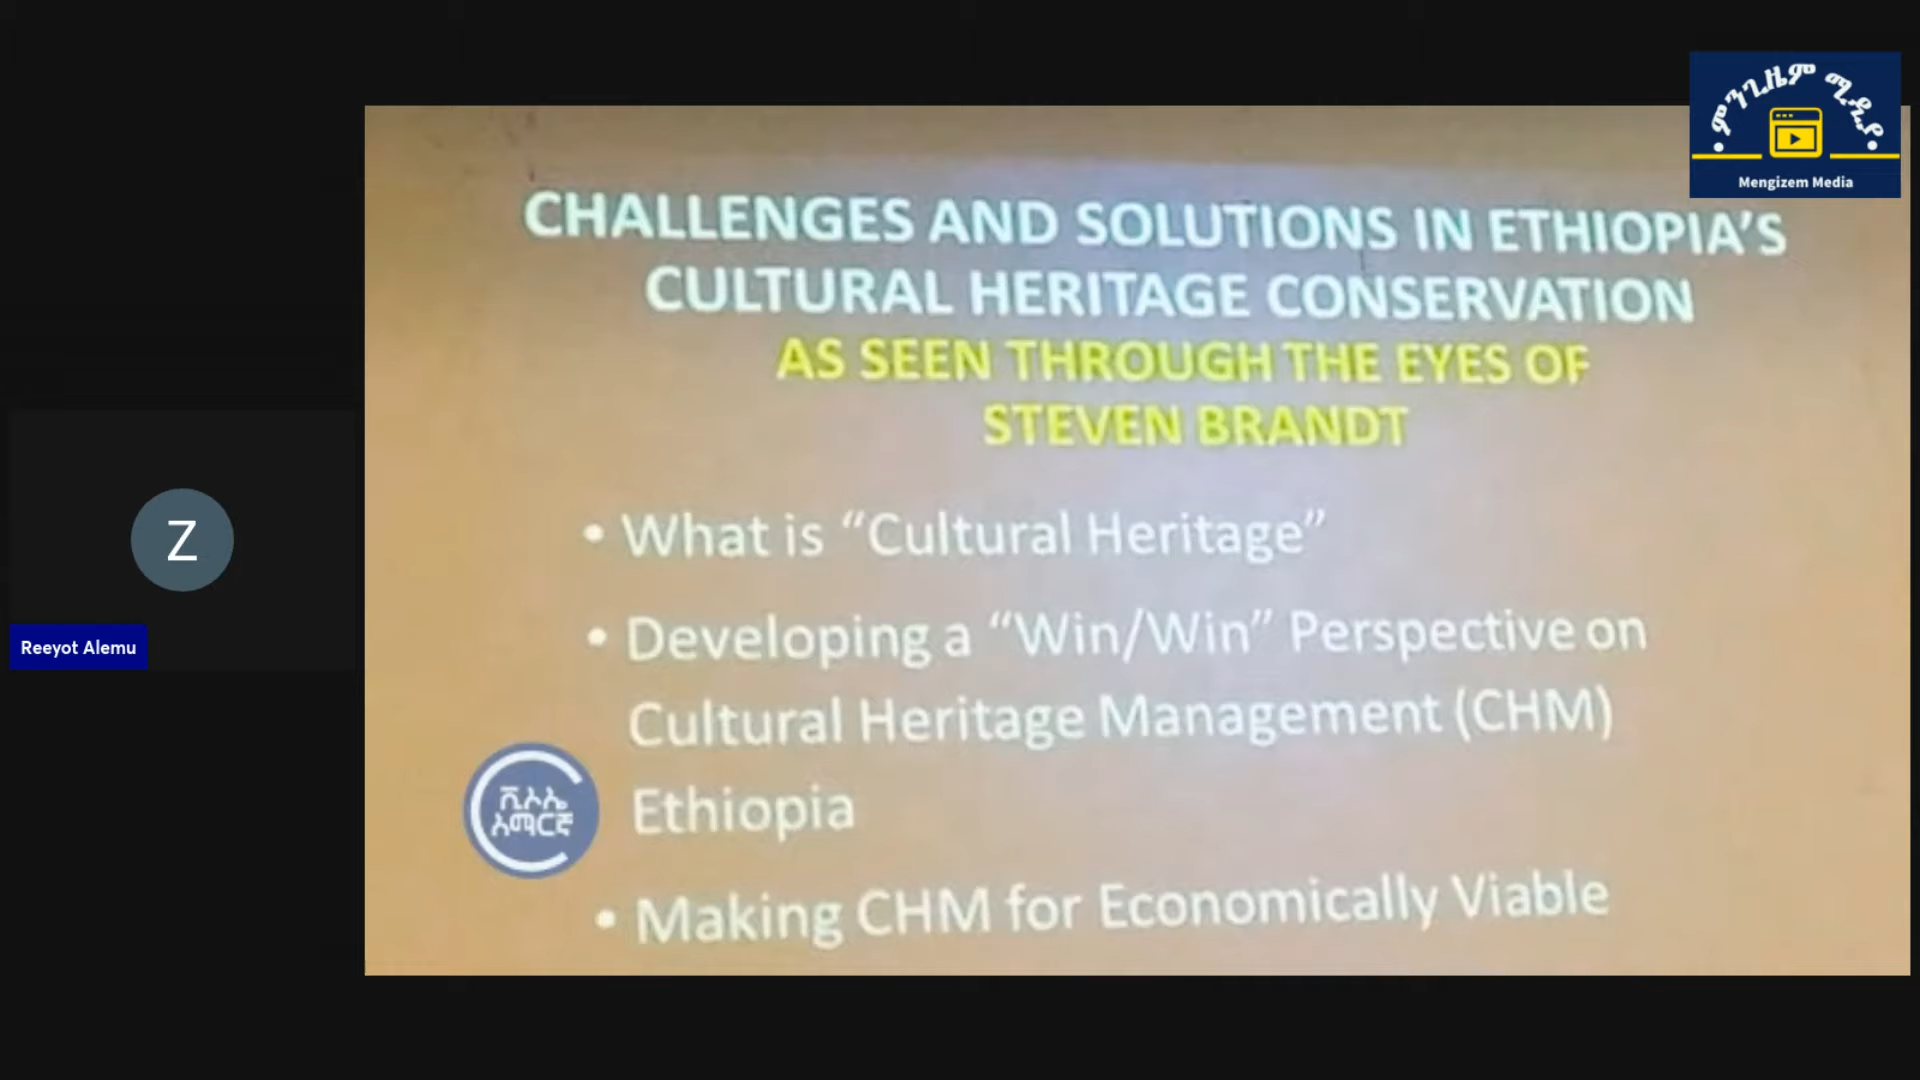 ምንጊዜም ሚዲያ
Mengizem Media
CHALLENGES AND SOLUTIONS IN ETHIOPIA’S
CULTURAL HERITAGE CONSERVATION
AS SEEN THROUGH THE EYES OF
STEVEN BRANDT
• What is “Cultural Heritage”
• Developing a “Win/Win” Perspective on
Cultural Heritage Management (CHM)
Ethiopia
• Making CHM for Economically Viable
ቪኦኤ
አማርኛ
Z
Reeyot Alemu